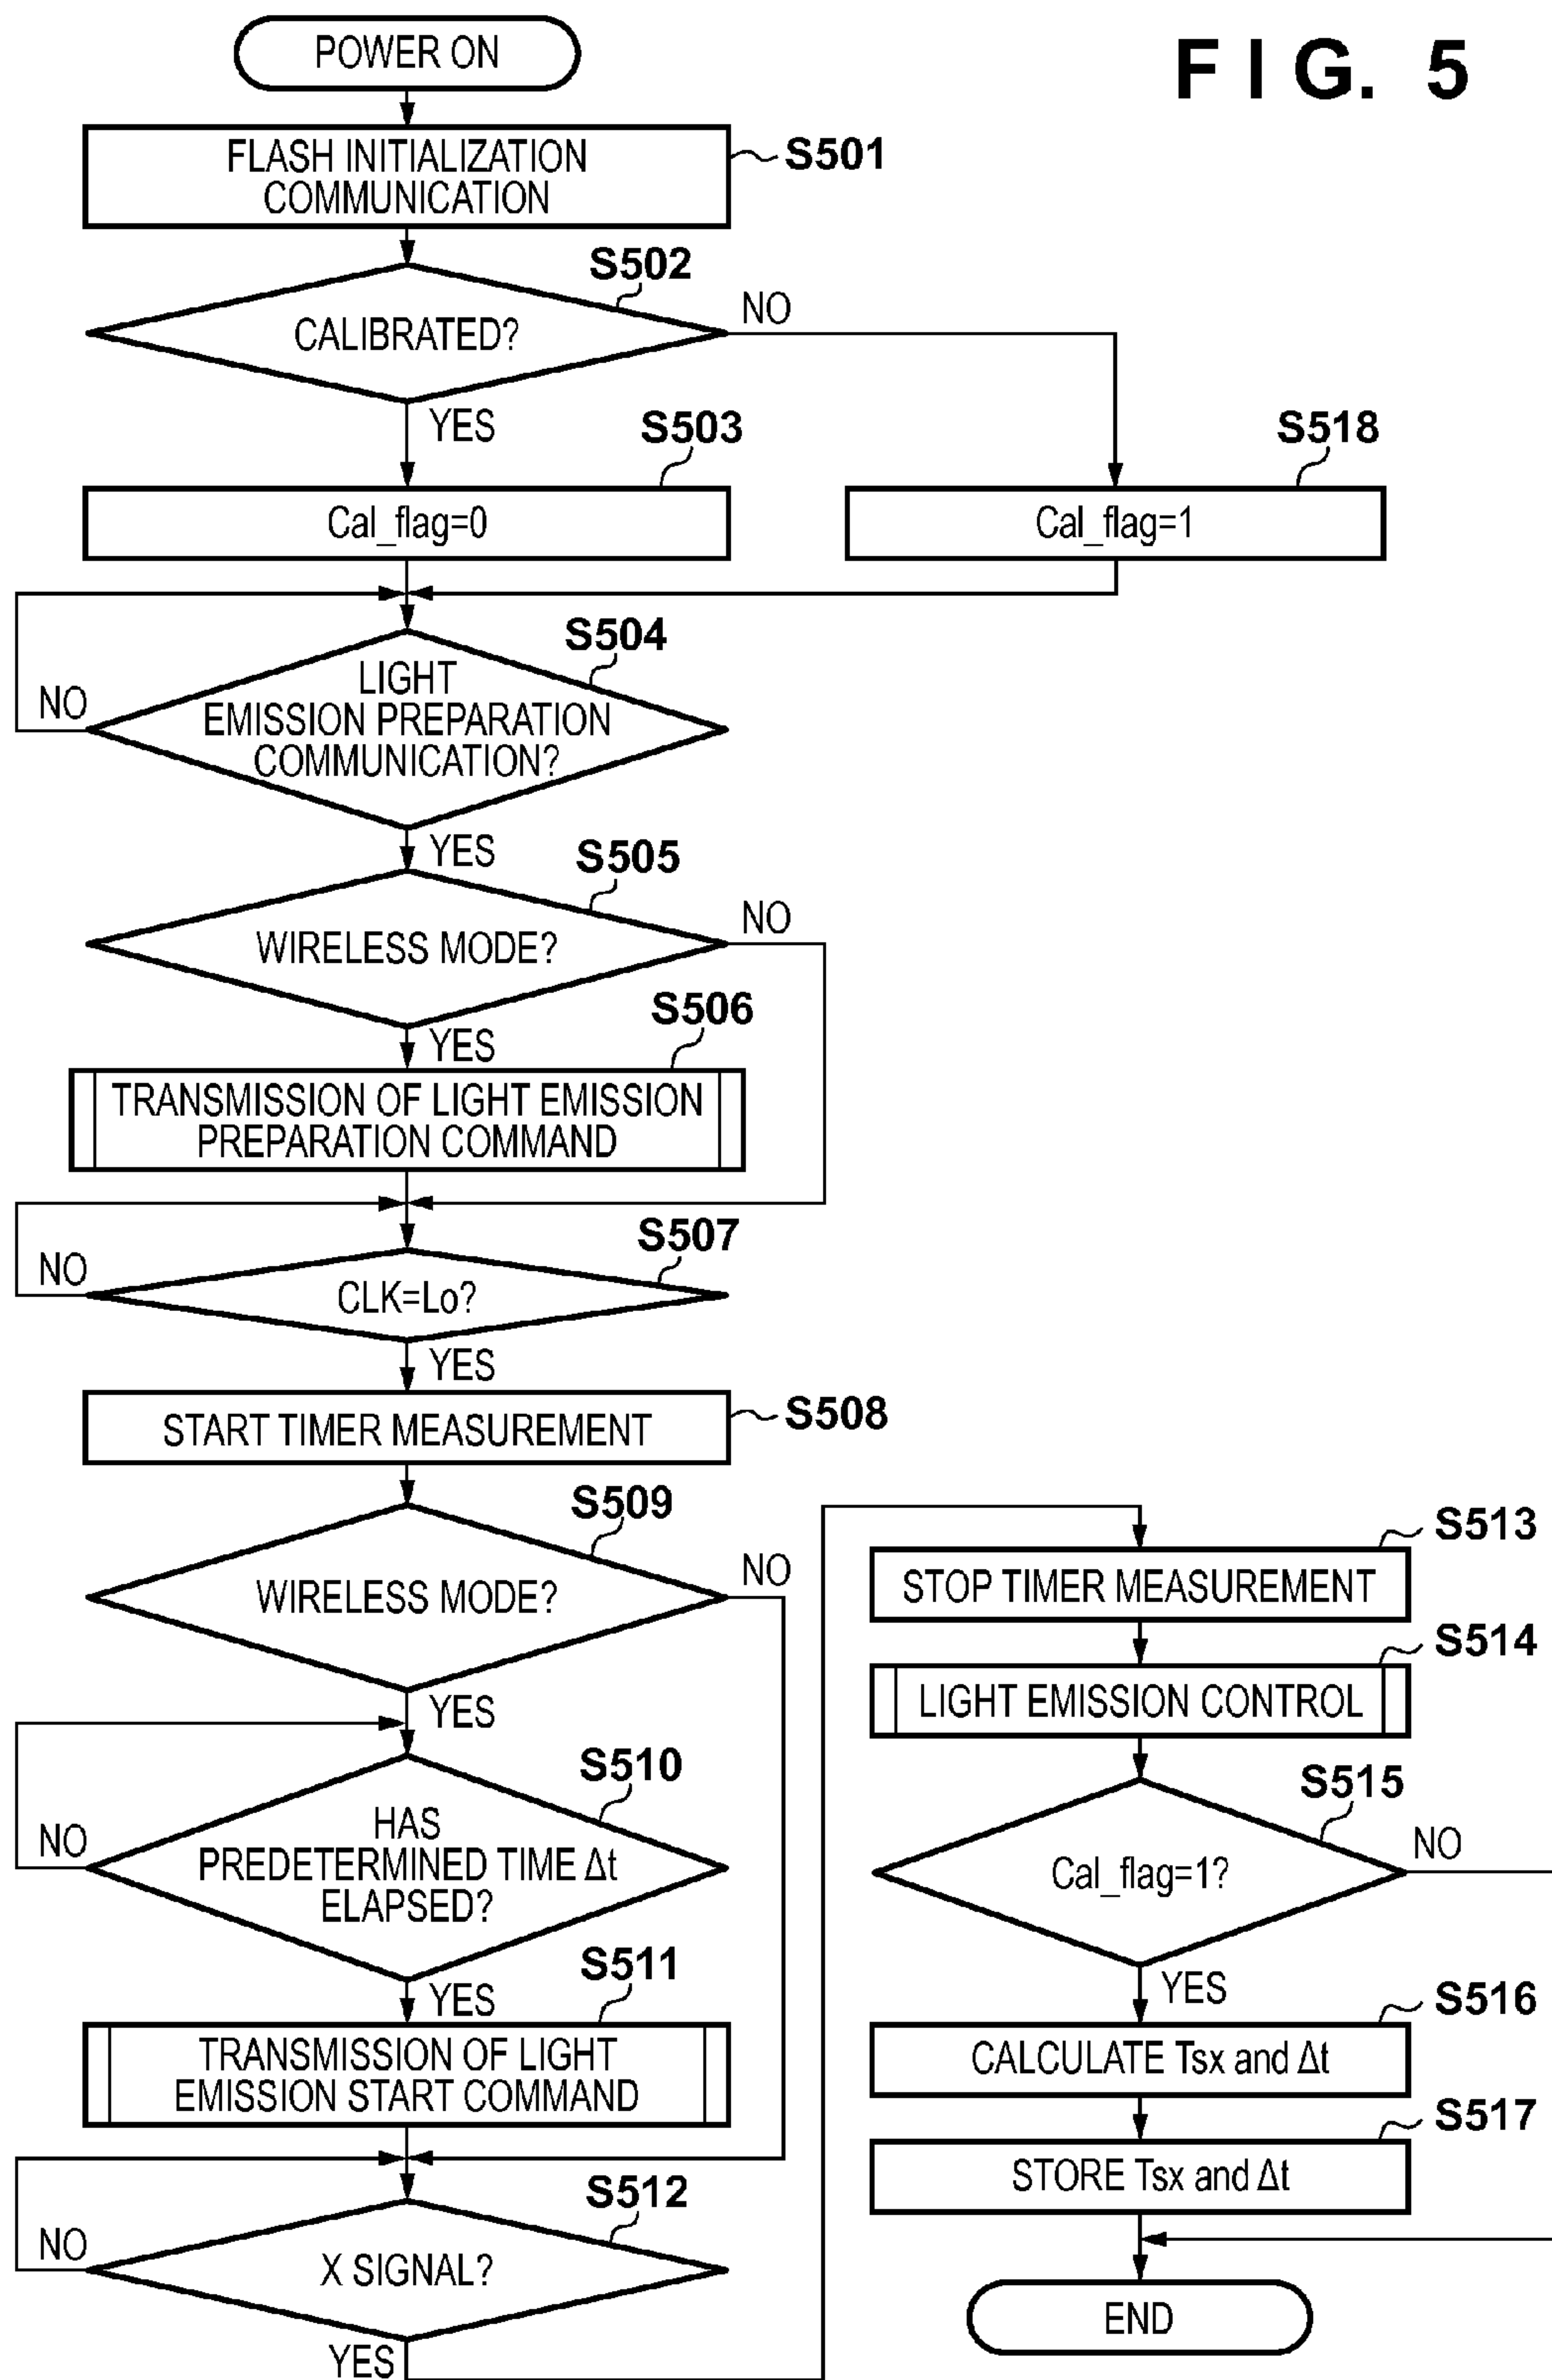 FIG. 5
POWER ON
FLASH INITIALIZATION
COMMUNICATION
S501
S502
CALIBRATED?
NO
YES
S503
Cal_flag=0
S518
Cal_flag=1
S504
LIGHT
EMISSION PREPARATION
COMMUNICATION?
NO
YES
S505
WIRELESS MODE?
NO
YES
S506
TRANSMISSION OF LIGHT EMISSION
PREPARATION COMMAND
S507
CLK=Lo?
NO
YES
START TIMER MEASUREMENT
S508
S509
WIRELESS MODE?
NO
YES
S510
HAS
PREDETERMINED TIME Δt
ELAPSED?
NO
YES
S511
TRANSMISSION OF LIGHT
EMISSION START COMMAND
S512
X SIGNAL?
NO
YES
S513
STOP TIMER MEASUREMENT
S514
LIGHT EMISSION CONTROL
S515
Cal_flag=1?
NO
YES
S516
CALCULATE Tsx and Δt
S517
STORE Tsx and Δt
END